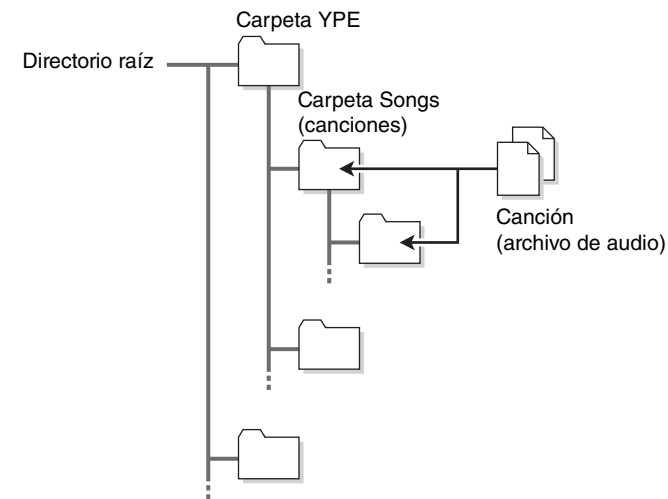 Carpeta YPE
Directorio raíz
Carpeta Songs
(canciones)
Canción
(archivo de audio)